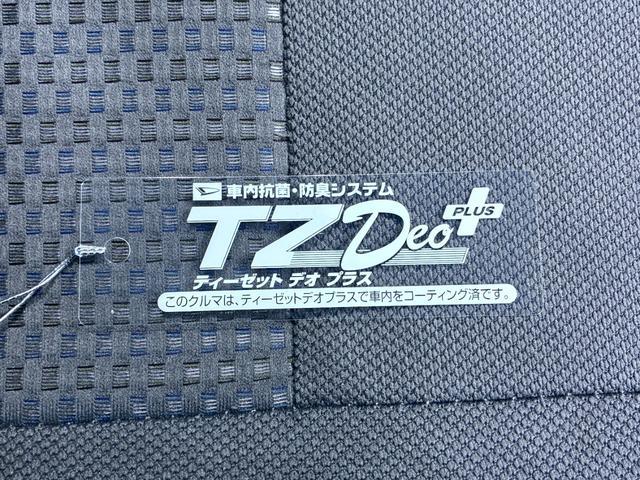 車内抗菌・防臭システム
TZ Deo PLUS
ティーゼット デオ プラス
このクルマは、ティーゼットデオプラスで車内をコーティング済です。